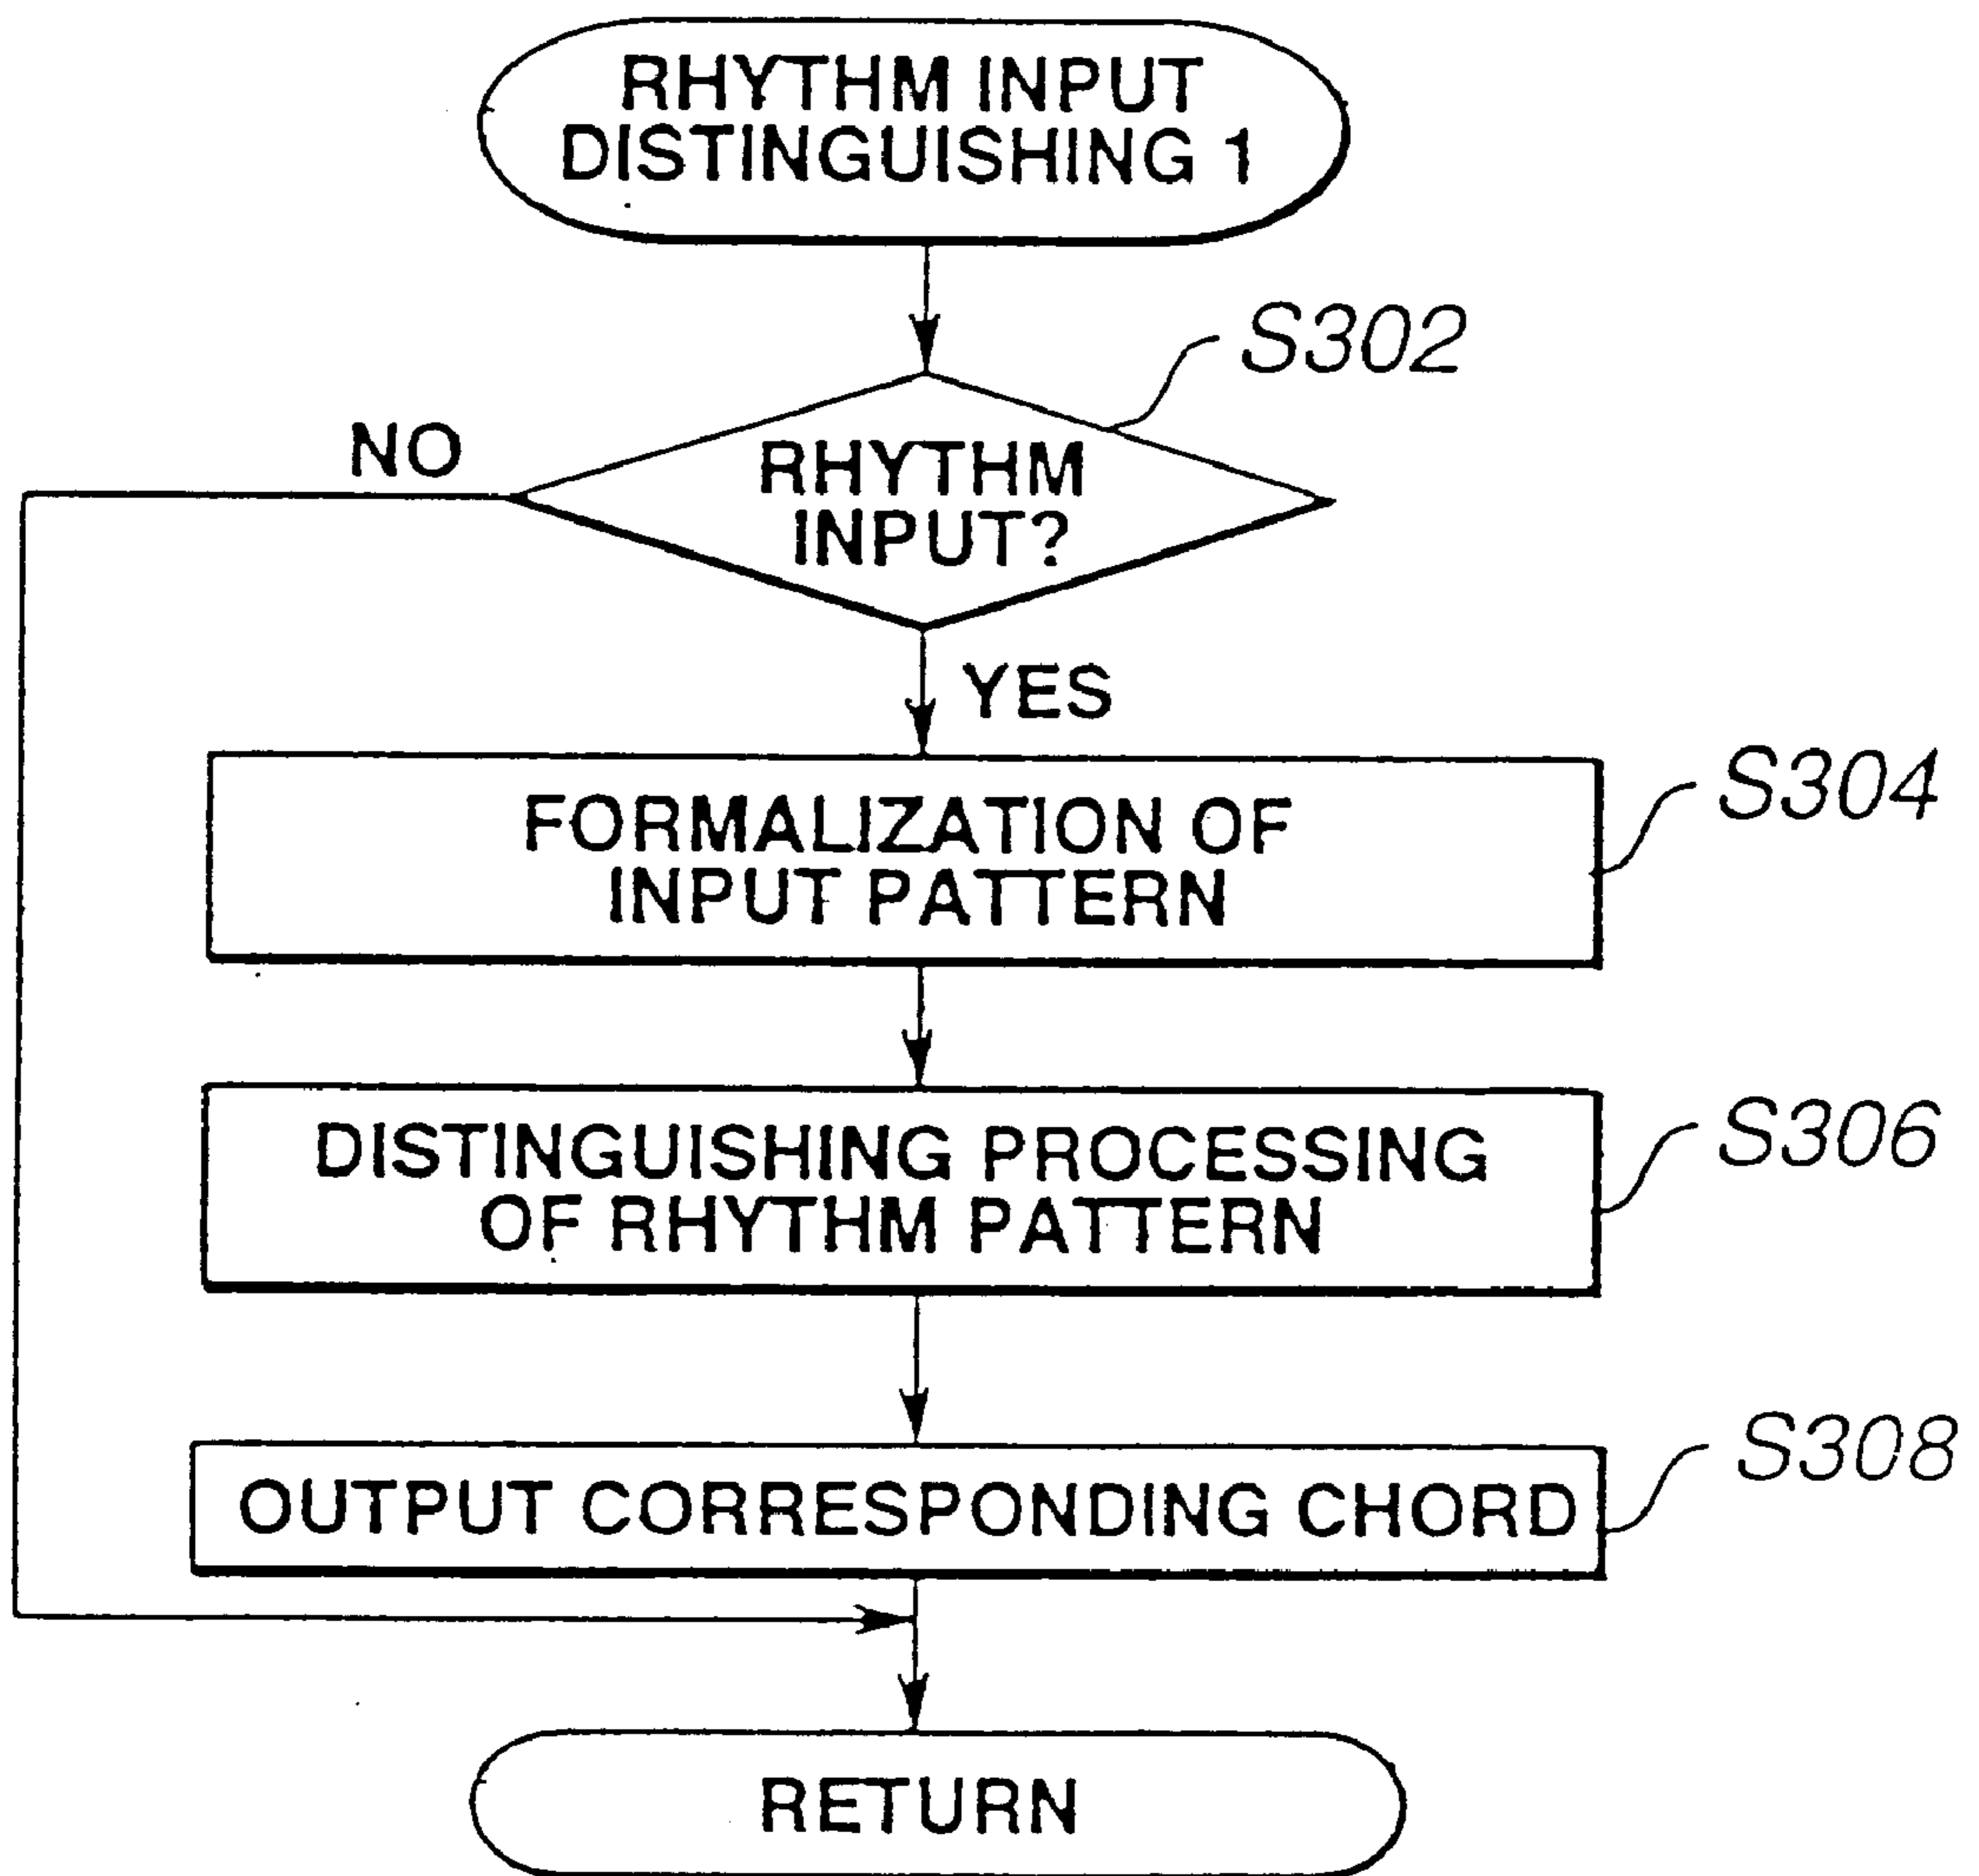 RHYTHM INPUT
DISTINGUISHING 1
S302
NO
RHYTHM
INPUT?
YES
FORMALIZATION OF
INPUT PATTERN
S304
DISTINGUISHING PROCESSING
OF RHYTHM PATTERN
S306
OUTPUT CORRESPONDING CHORD
S308
RETURN